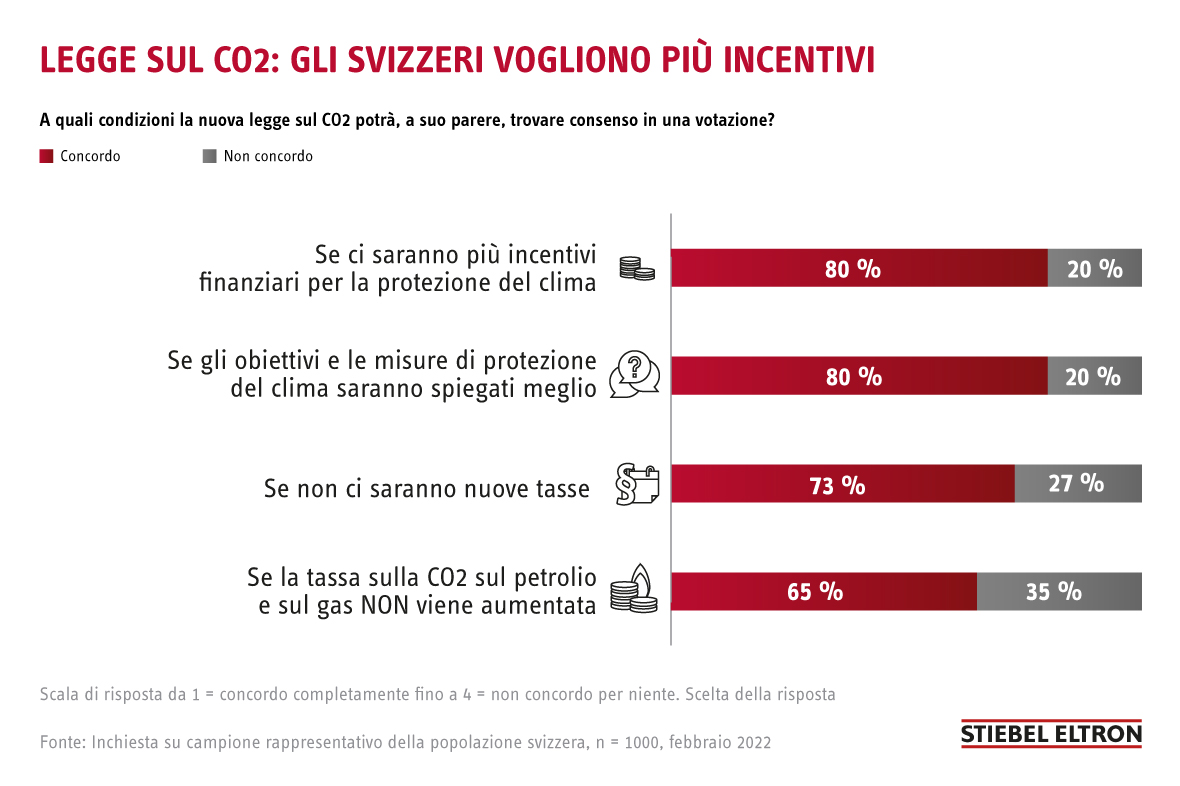 LEGGE SUL CO2: GLI SVIZZERI VOGLIONO PIÙ INCENTIVI
A quali condizioni la nuova legge sul CO2 potrà, a suo parere, trovare consenso in una votazione?
Concordo
Non concordo
Se ci saranno più incentivi
finanziari per la protezione del clima
80 %
20 %
Se gli obiettivi e le misure di protezione
del clima saranno spiegati meglio
?
80 %
20 %
Se non ci saranno nuove tasse
§
73 %
27 %
Se la tassa sulla CO2 sul petrolio
e sul gas NON viene aumentata
65 %
35 %
Scala di risposta da 1 = concordo completamente fino a 4 = non concordo per niente. Scelta della risposta
Fonte: Inchiesta su campione rappresentativo della popolazione svizzera, n = 1000, febbraio 2022
STIEBEL ELTRON